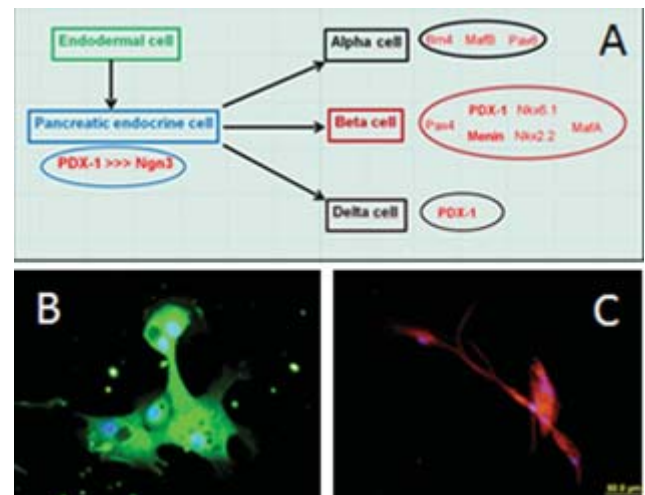 Endodermal cell
Alpha cell
Brn4 MafB Pax6
A
Pancreatic endocrine cell
PDX-1 >>> Ngn3
Beta cell
Pax4 PDX-1 Nkx6.1 MafA
Menin Nkx2.2
Delta cell
PDX-1
B
C